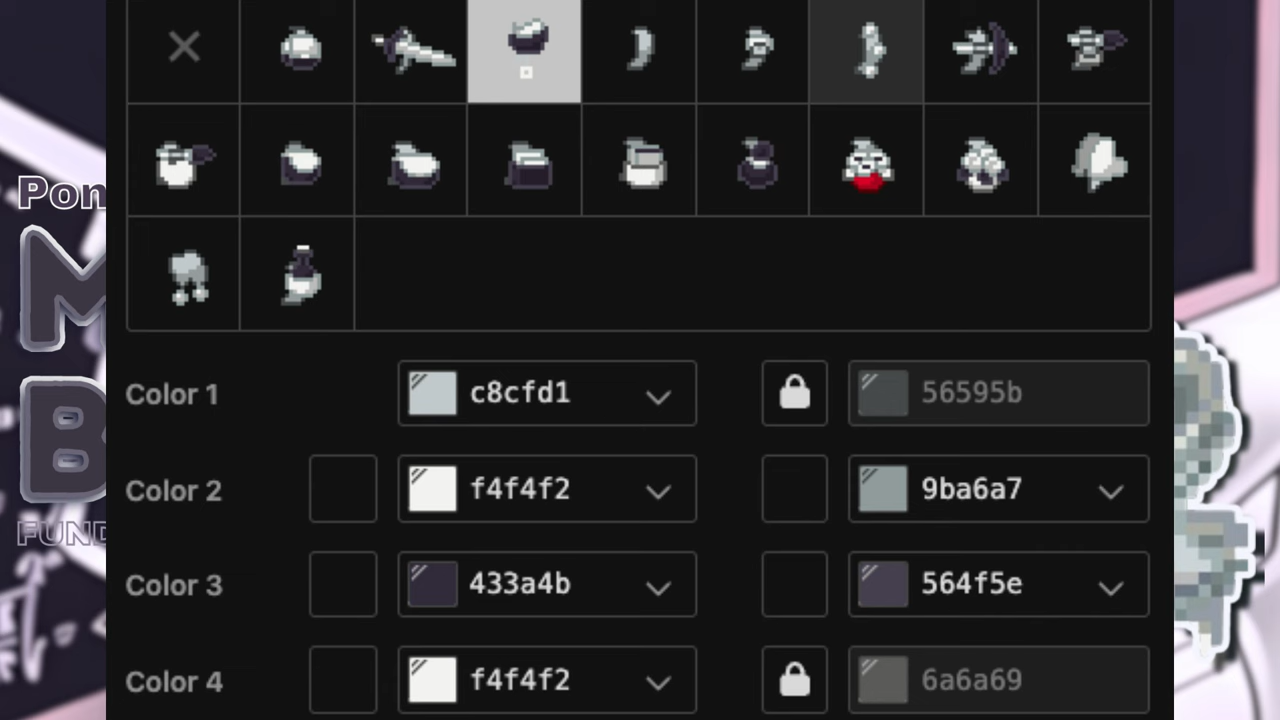 Pon
M
B
FUND
Color 1 c8cfd1 56595b
Color 2 f4f4f2 9ba6a7
Color 3 433a4b 564f5e
Color 4 f4f4f2 6a6a69